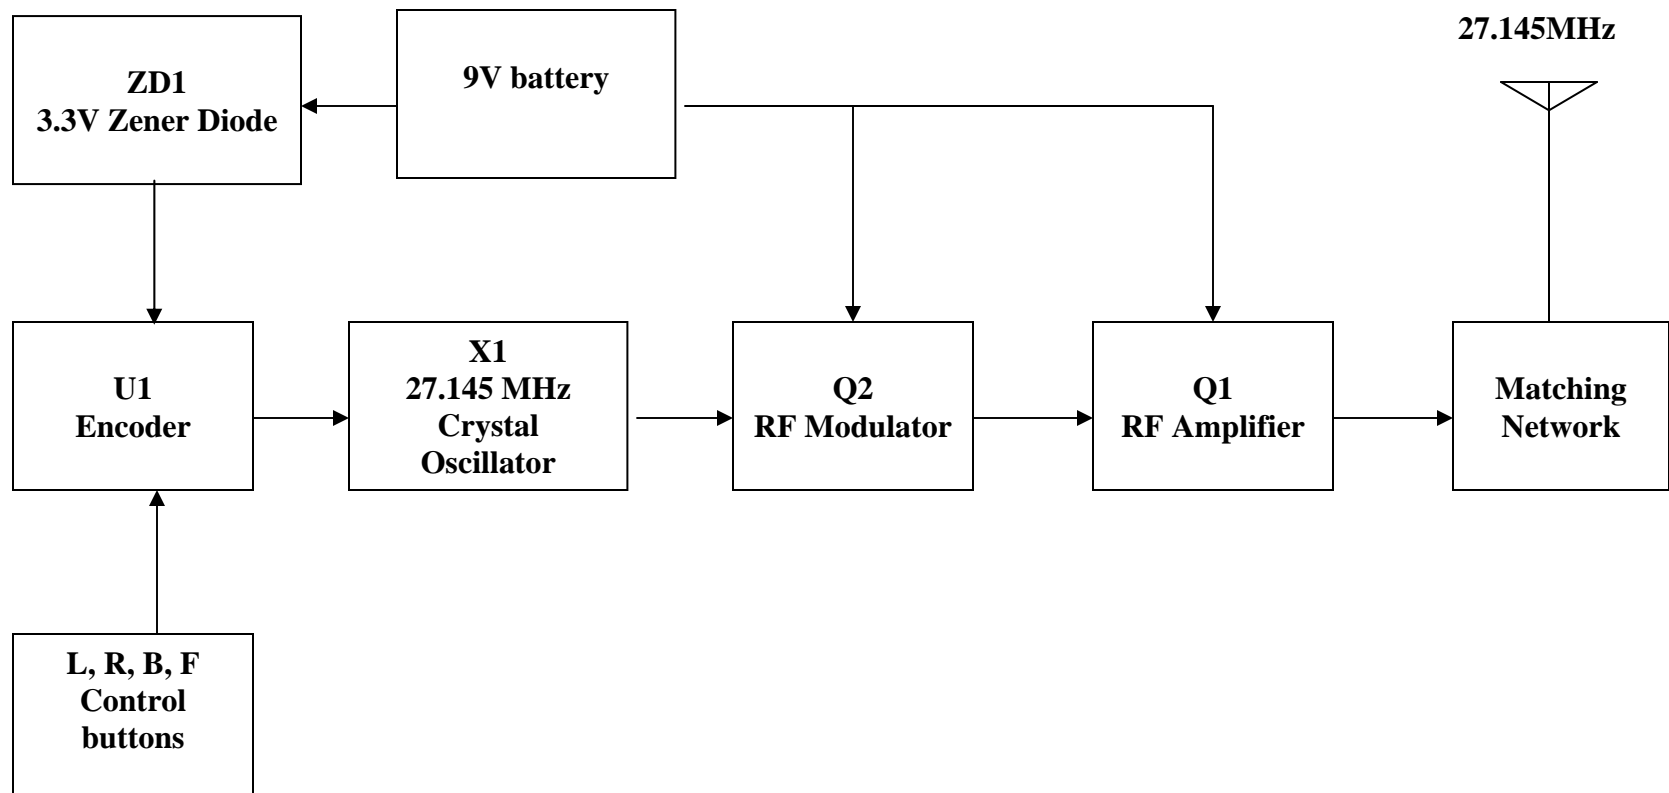 27.145MHz
ZD1
3.3V Zener Diode
9V battery
U1
Encoder
X1
27.145 MHz
Crystal
Oscillator
Q2
RF Modulator
Q1
RF Amplifier
Matching
Network
L, R, B, F
Control
buttons